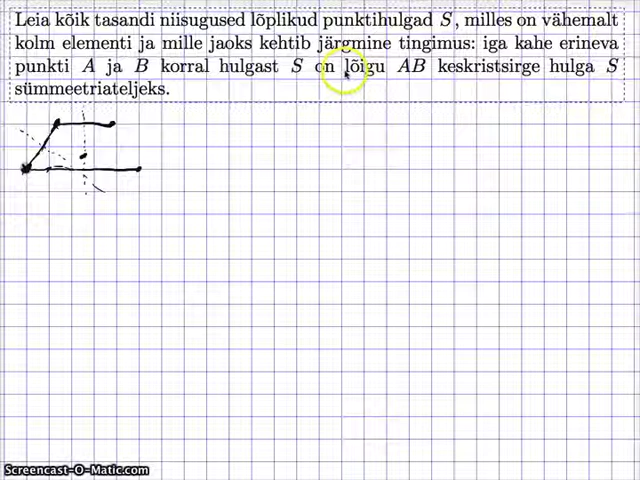 Leia kõik tasandi niisugused lõplikud punktihulgad S, milles on vähemalt
kolm elementi ja mille jaoks kehtib järgmine tingimus: iga kahe erineva
punkti A ja B korral hulgast S on lõigu AB keskristsirge hulga S
sümmeetriateljeks.
Screencast-O-Matic.com